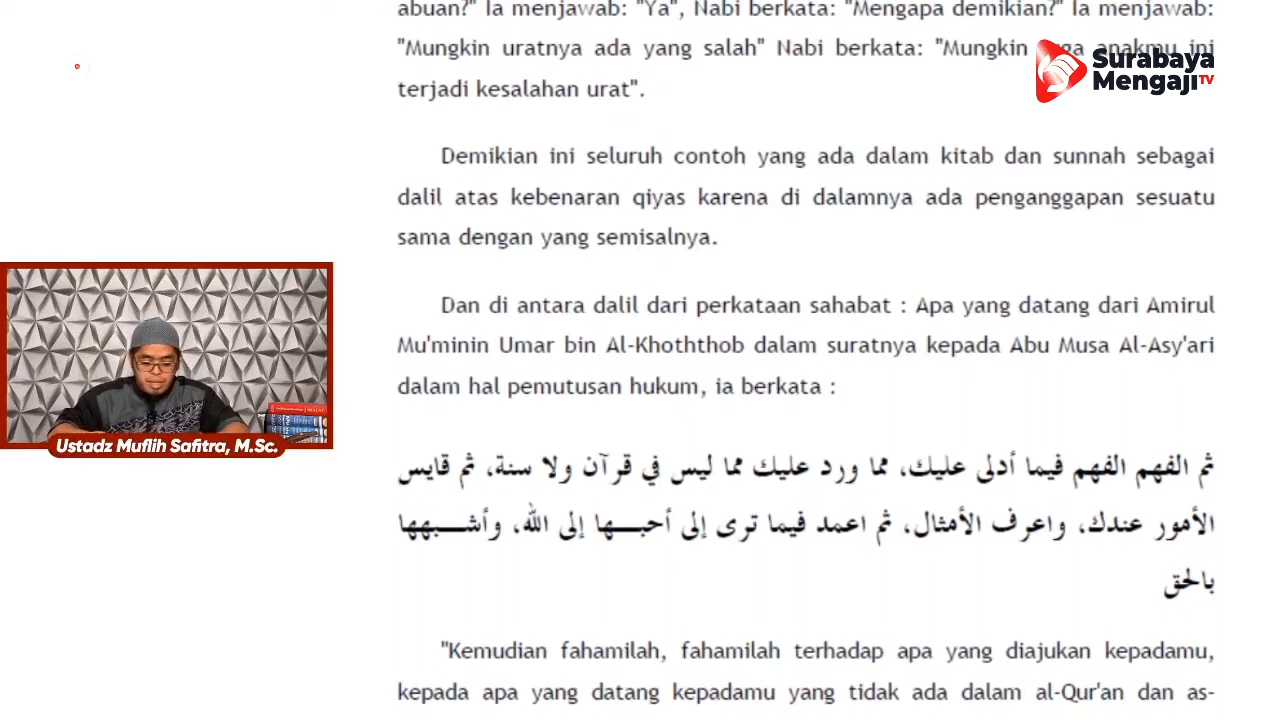 abuan?" Ia menjawab: "Ya", Nabi berkata: "Mengapa demikian?" Ia menjawab:
"Mungkin uratnya ada yang salah" Nabi berkata: "Mungkin juga anakmu ini
terjadi kesalahan urat".
Surabaya
Mengaji TV
Demikian ini seluruh contoh yang ada dalam kitab dan sunnah sebagai
dalil atas kebenaran qiyas karena di dalamnya ada penganggapan sesuatu
sama dengan yang semisalnya.
Dan di antara dalil dari perkataan sahabat : Apa yang datang dari Amirul
Mu'minin Umar bin Al-Khoththob dalam suratnya kepada Abu Musa Al-Asy'ari
dalam hal pemutusan hukum, ia berkata :
Ustadz Muflih Safitra, M.Sc.
ثم الفهم الفهم فيما أدلى عليك، مما ورد عليك مما ليس في قرآن ولا سنة، ثم قايس
الأمور عندك، واعرف الأمثال، ثم اعمد فيما ترى إلى أحبـــها إلى الله، وأشـــبهها
بالحق
"Kemudian fahamilah, fahamilah terhadap apa yang diajukan kepadamu,
kepada apa yang datang kepadamu yang tidak ada dalam al-Qur'an dan as-